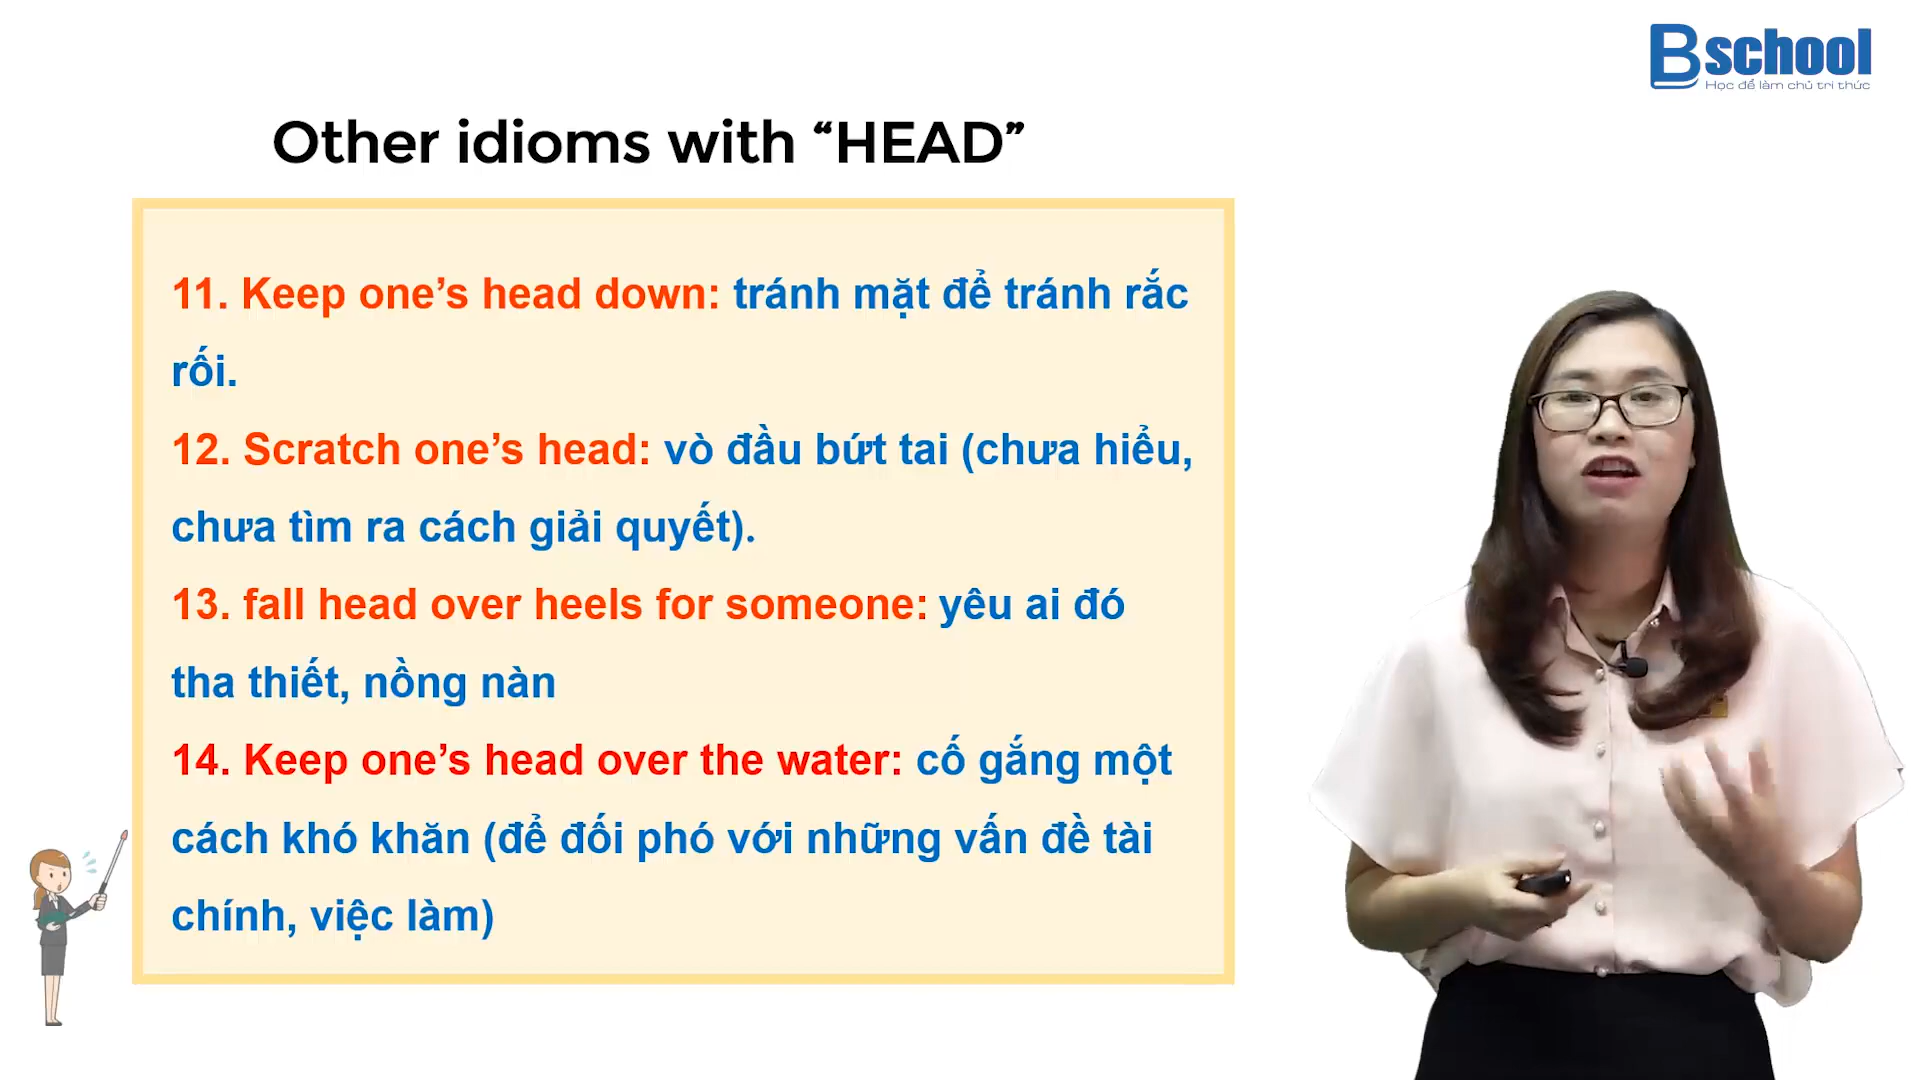 Bschool
Học để làm chủ tri thức
Other idioms with “HEAD”
11. Keep one’s head down: tránh mặt để tránh rắc
rối.
12. Scratch one’s head: vò đầu bứt tai (chưa hiểu,
chưa tìm ra cách giải quyết).
13. fall head over heels for someone: yêu ai đó
tha thiết, nồng nàn
14. Keep one’s head over the water: cố gắng một
cách khó khăn (để đối phó với những vấn đề tài
chính, việc làm)